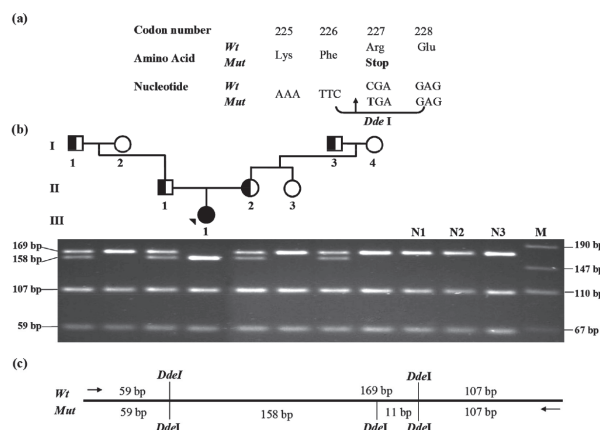 (a)
Codon number 225 226 227 228
Wt Arg Glu
Amino Acid Lys Phe
Mut Stop
Nucleotide Wt CGA GAG
AAA TTC
Mut TGA GAG
Dde I
(b)
I
1 2 3 4
II
1 2 3
III
1 N1 N2 N3 M
169 bp 190 bp
158 bp 147 bp
107 bp 110 bp
59 bp 67 bp
(c)
DdeI DdeI
Wt 59 bp 169 bp 107 bp
Mut 59 bp 158 bp 11 bp 107 bp
DdeI DdeI DdeI